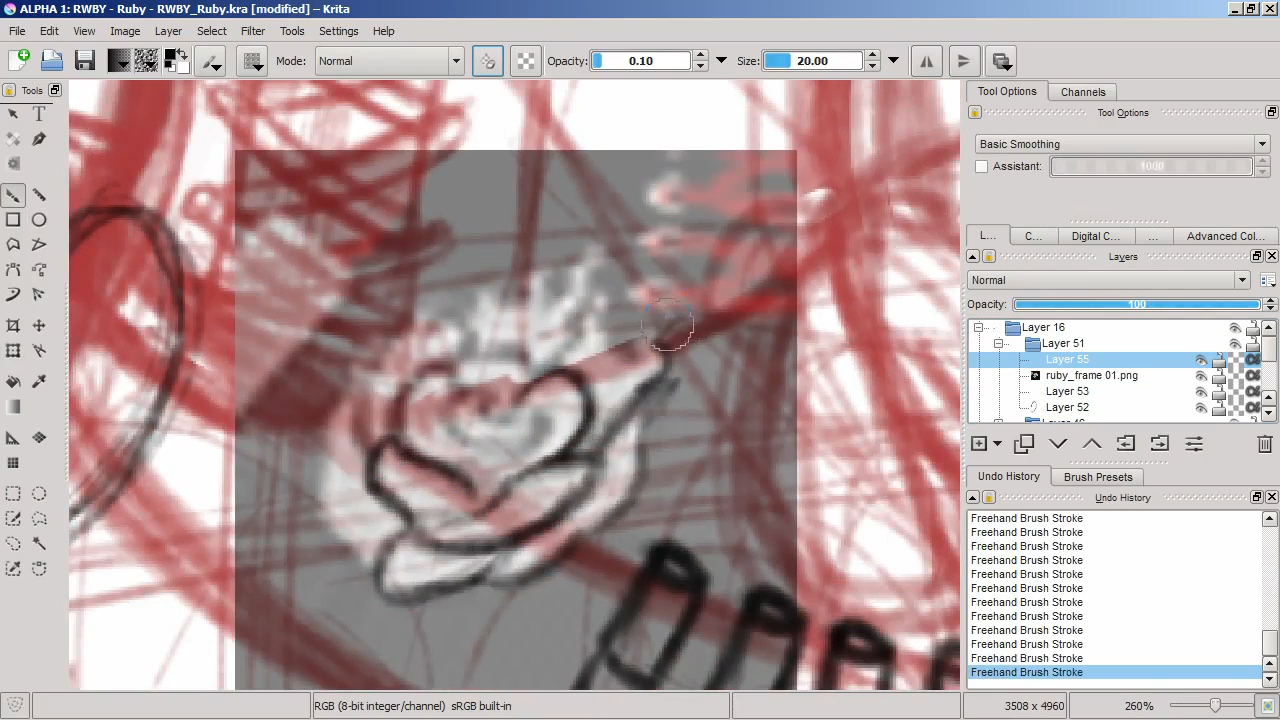 ALPHA 1: RWBY - Ruby - RWBY_Ruby.kra [modified] – Krita
File Edit View Image Layer Select Filter Tools Settings Help
Mode: Normal Opacity: 0.10 Size: 20.00
Tools
Tool Options Channels
Tool Options
Basic Smoothing
Assistant: 1000
L... C... Digital C... ... Advanced Col...
Layers
Normal
Opacity: 100
Layer 16
Layer 51
Layer 55
ruby_frame 01.png
Layer 53
Layer 52
Undo History Brush Presets
Undo History
Freehand Brush Stroke
Freehand Brush Stroke
Freehand Brush Stroke
Freehand Brush Stroke
Freehand Brush Stroke
Freehand Brush Stroke
Freehand Brush Stroke
Freehand Brush Stroke
Freehand Brush Stroke
Freehand Brush Stroke
Freehand Brush Stroke
Freehand Brush Stroke
RGB (8-bit integer/channel) sRGB built-in 3508 x 4960 260%